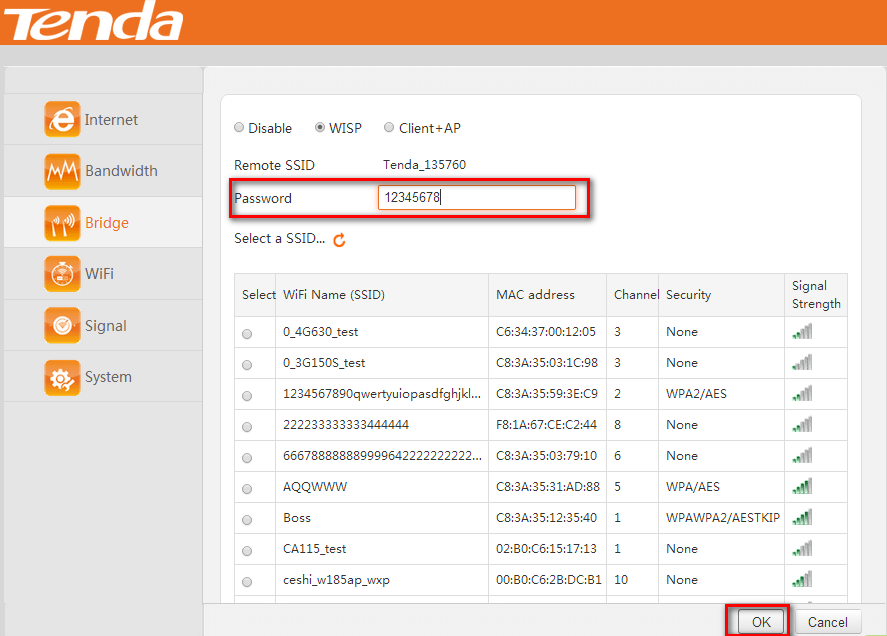 Tenda
Internet
Bandwidth
Bridge
WiFi
Signal
System
Disable WISP Client+AP
Remote SSID Tenda_135760
Password 12345678
Select a SSID...
Select WiFi Name (SSID) MAC address Channel Security Signal Strength
0_4G630_test C6:34:37:00:12:05 3 None
0_3G150S_test C8:3A:35:03:1C:98 3 None
1234567890qwertyuiopasdfghjkl... C8:3A:35:59:3E:C9 2 WPA2/AES
222233333333444444 F8:1A:67:CE:C2:44 8 None
6667888888899996422222222222... C8:3A:35:03:79:10 6 None
AQQWWW C8:3A:35:31:AD:88 5 WPA/AES
Boss C8:3A:35:12:35:40 1 WPAWPA2/AESTKIP
CA115_test 02:B0:C6:15:17:13 1 None
ceshi_w185ap_wxp 00:B0:C6:2B:DC:B1 10 None
OK Cancel